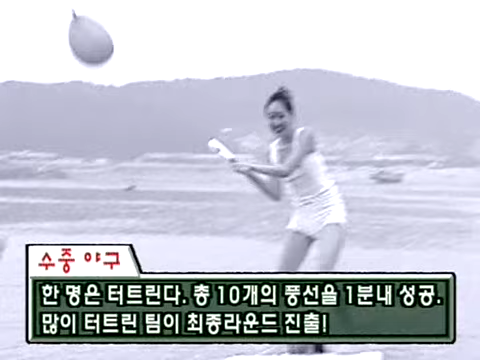 수중 야구
한 명은 터트린다. 총 10개의 풍선을 1분내 성공.
많이 터트린 팀이 최종라운드 진출!